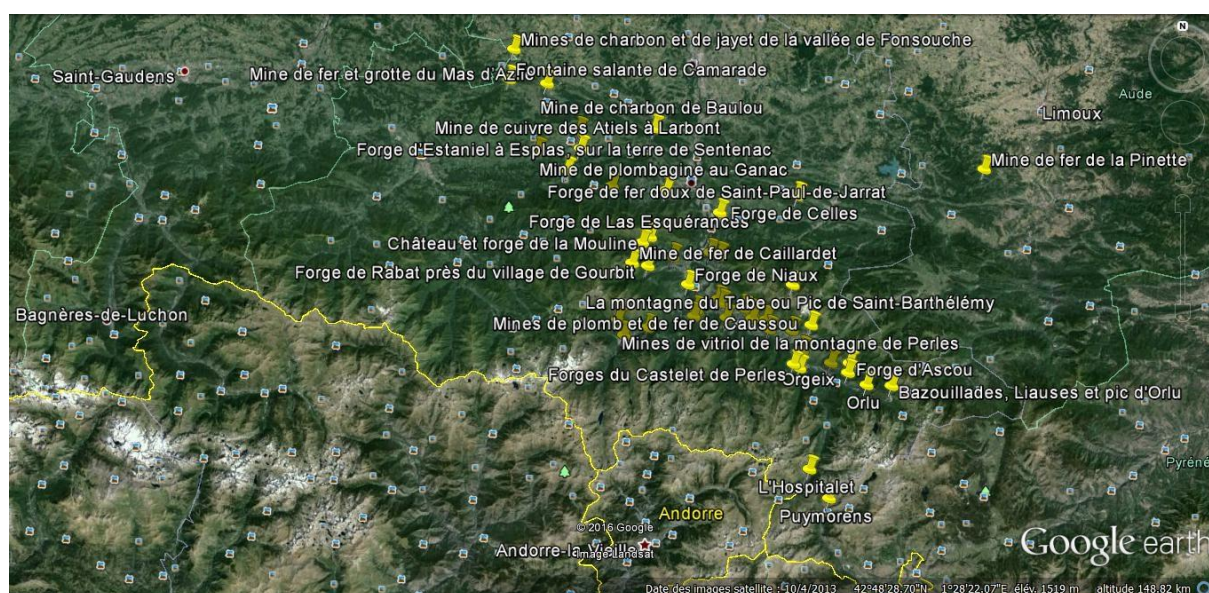 N
Mines de charbon et de jayet de la vallée de Fonsouche
Saint-Gaudens
Mine de fer et grotte du Mas d'Azil
Fontaine salante de Camarade
Aude
Mine de charbon de Baulou
Limoux
Mine de cuivre des Atiels à Larbont
Forge d'Estaniel à Esplas, sur la terre de Sentenac
Mine de fer de la Pinette
Mine de plombagine au Ganac
Forge de fer doux de Saint-Paul-de-Jarrat
Forge de Celles
Forge de Las Esquérances
Château et forge de la Mouline
Mine de fer de Caillardet
Forge de Rabat près du village de Gourbit
Forge de Niaux
La montagne du Tabe ou Pic de Saint-Barthélémy
Bagnères-de-Luchon
Mines de plomb et de fer de Caussou
Mines de vitriol de la montagne de Perles
Forges du Castelet de Perles
Orgeix
Forge d'Ascou
Bazouillades, Liauses et pic d'Orlu
Orlu
Pyréné
L'Hospitalet
Puymorens
Andorre
© 2016 Google
Andorre-la-Vieille
Image Landsat
Google earth
Date des images satellite : 10/4/2013 42°48'28.70"N 1°28'22.07"E élév. 1519 m altitude 148.82 km